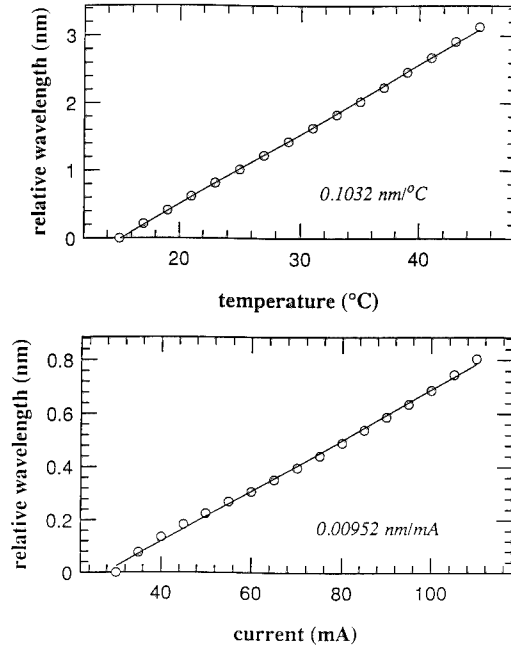 relative wavelength (nm)
3
2
1
0
0.1032 nm/°C
20
30
40
temperature (°C)
relative wavelength (nm)
0.8
0.6
0.4
0.2
0
0.00952 nm/mA
40
60
80
100
current (mA)